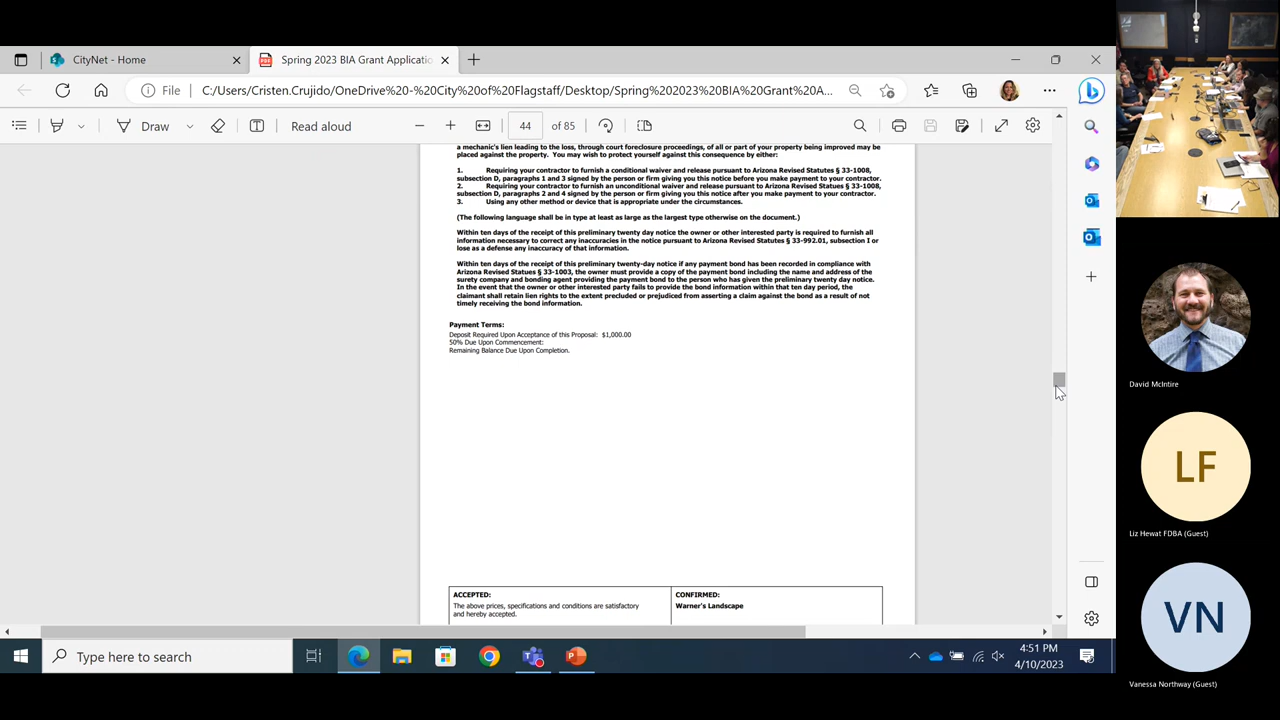 CityNet - Home
Spring 2023 BIA Grant Applicatio
File
C:/Users/Cristen.Crujido/OneDrive%20-%20City%20of%20Flagstaff/Desktop/Spring%202023%20BIA%20Grant%20A...
Draw
Read aloud
44 of 85
a mechanic's lien leading to the loss, through court foreclosure proceedings, of all or part of your property being improved may be
placed against the property. You may wish to protect yourself against this consequence by either:
1. Requiring your contractor to furnish a conditional waiver and release pursuant to Arizona Revised Statutes § 33-1008,
subsection D, paragraphs 1 and 3 signed by the person or firm giving you this notice before you make payment to your contractor.
2. Requiring your contractor to furnish an unconditional waiver and release pursuant to Arizona Revised Statues § 33-1008,
subsection D, paragraphs 2 and 4 signed by the person or firm giving you this notice after you make payment to your contractor.
3. Using any other method or device that is appropriate under the circumstances.
(The following language shall be in type at least as large as the largest type otherwise on the document.)
Within ten days of the receipt of this preliminary twenty day notice the owner or other interested party is required to furnish all
information necessary to correct any inaccuracies in the notice pursuant to Arizona Revised Statutes § 33-992.01, subsection I or
lose as a defense any inaccuracy of that information.
Within ten days of the receipt of this preliminary twenty-day notice if any payment bond has been recorded in compliance with
Arizona Revised Statues § 33-1003, the owner must provide a copy of the payment bond including the name and address of the
surety company and bonding agent providing the payment bond to the person who has given the preliminary twenty day notice.
In the event that the owner or other interested party fails to provide the bond information within that ten day period, the
claimant shall retain lien rights to the extent precluded or prejudiced from asserting a claim against the bond as a result of not
timely receiving the bond information.
Payment Terms:
Deposit Required Upon Acceptance of this Proposal: $1,000.00
50% Due Upon Commencement:
Remaining Balance Due Upon Completion.
ACCEPTED:
The above prices, specifications and conditions are satisfactory
and hereby accepted.
CONFIRMED:
Warner's Landscape
Type here to search
4:51 PM
4/10/2023
David McIntire
LF
Liz Hewat FDBA (Guest)
VN
Vanessa Northway (Guest)